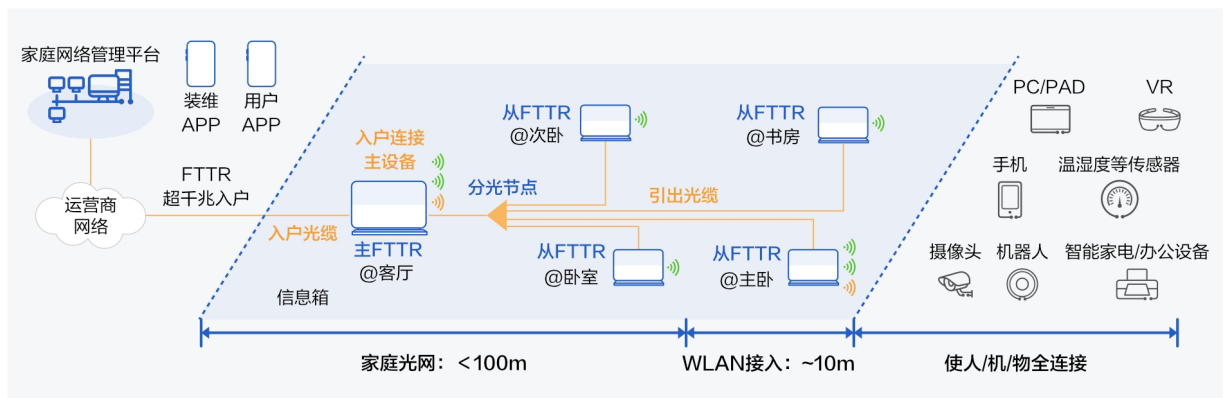 家庭网络管理平台
装维
APP
用户
APP
运营商
网络
FTTR
超千兆入户
入户光缆
入户连接
主设备
主FTTR
@客厅
信息箱
分光节点
从FTTR
@次卧
从FTTR
@书房
引出光缆
从FTTR
@卧室
从FTTR
@主卧
PC/PAD
VR
手机
温湿度等传感器
摄像头
机器人
智能家电/办公设备
家庭光网：<100m
WLAN接入：~10m
使人/机/物全连接